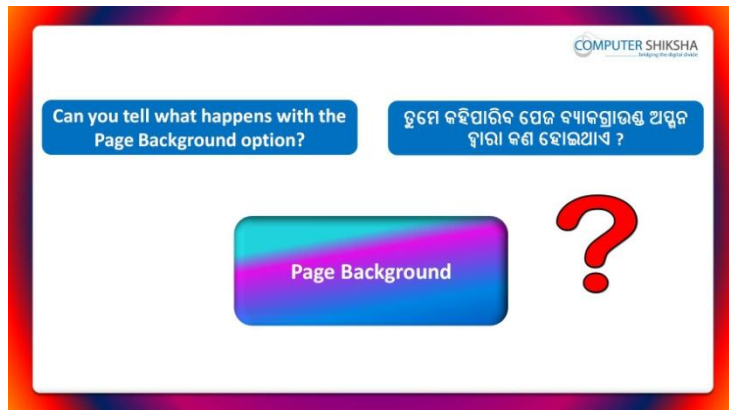 COMPUTER SHIKSHA
bridging the digital divide
Can you tell what happens with the
Page Background option?
ତୁମେ କହିପାରିବ ପେଜ ବ୍ୟାକଗ୍ରାଉଣ୍ଡ ଅପ୍ସନ
ଦ୍ୱାରା କଣ ହୋଇଥାଏ ?
Page Background
?